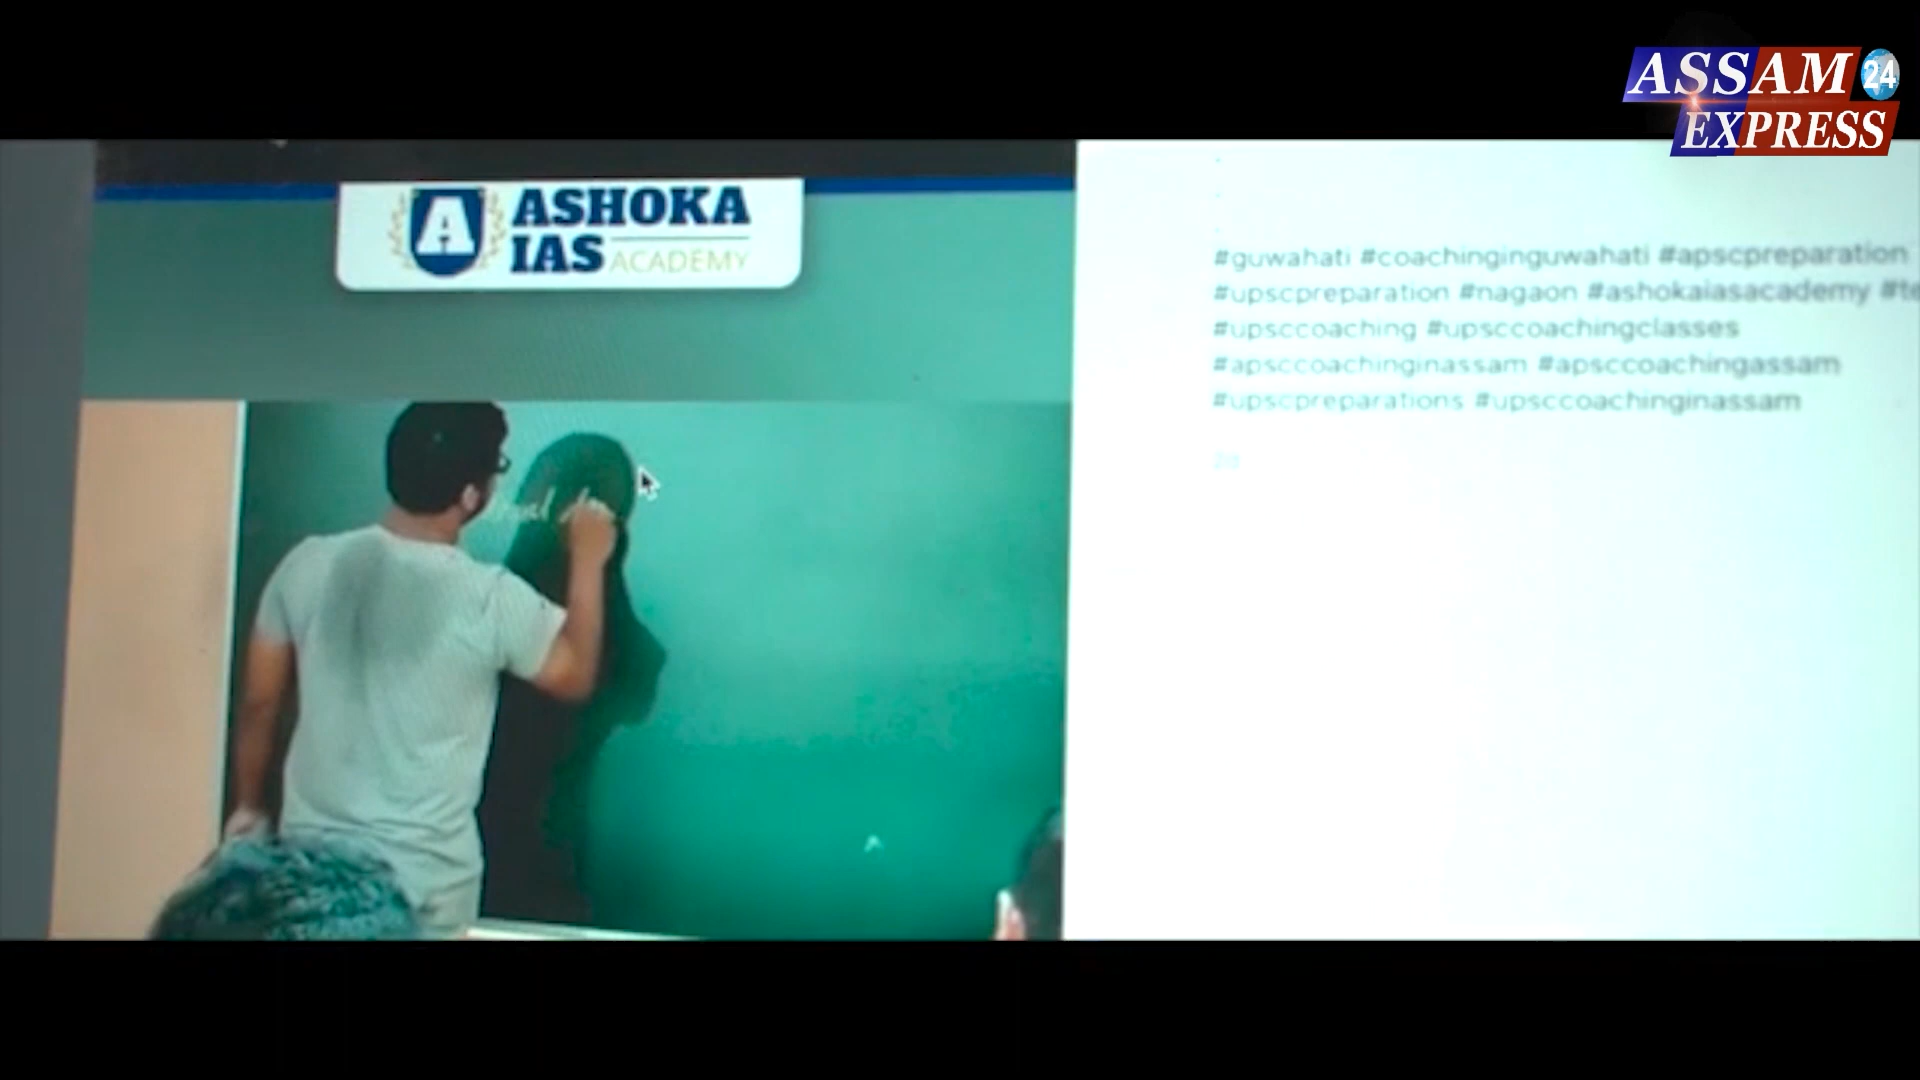 ASSAM 24
EXPRESS
ASHOKA
IAS ACADEMY
#guwahati #coachinginguwahati #apscpreparation
#upscpreparation #nagaon #ashokaiasacademy
#upsccoaching #upsccoachingclasses
#apsccoachinginassam #apsccoachingassam
#upscpreparations #upsccoachinginassam